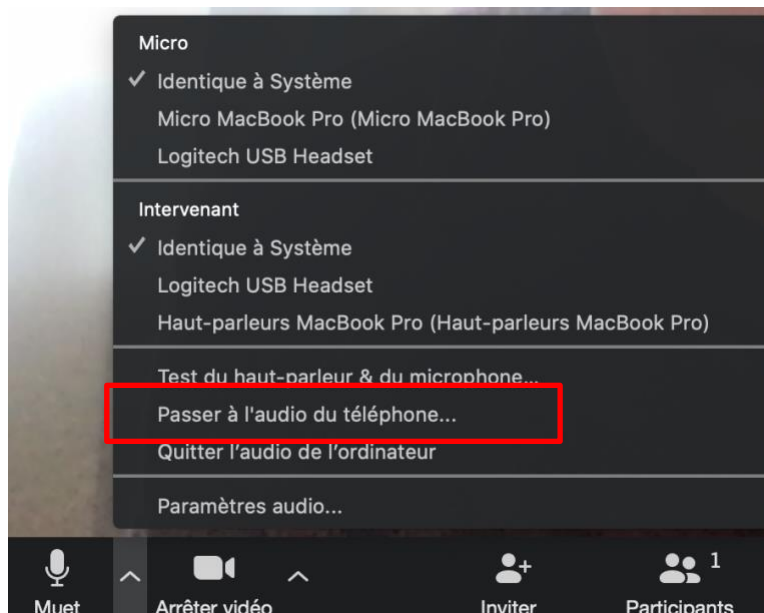 Micro
Identique à Système
Micro MacBook Pro (Micro MacBook Pro)
Logitech USB Headset
Intervenant
Identique à Système
Logitech USB Headset
Haut-parleurs MacBook Pro (Haut-parleurs MacBook Pro)
Test du haut-parleur & du microphone...
Passer à l'audio du téléphone...
Quitter l’audio de l’ordinateur
Paramètres audio...
1
Muet Arrêter vidéo Inviter Participants